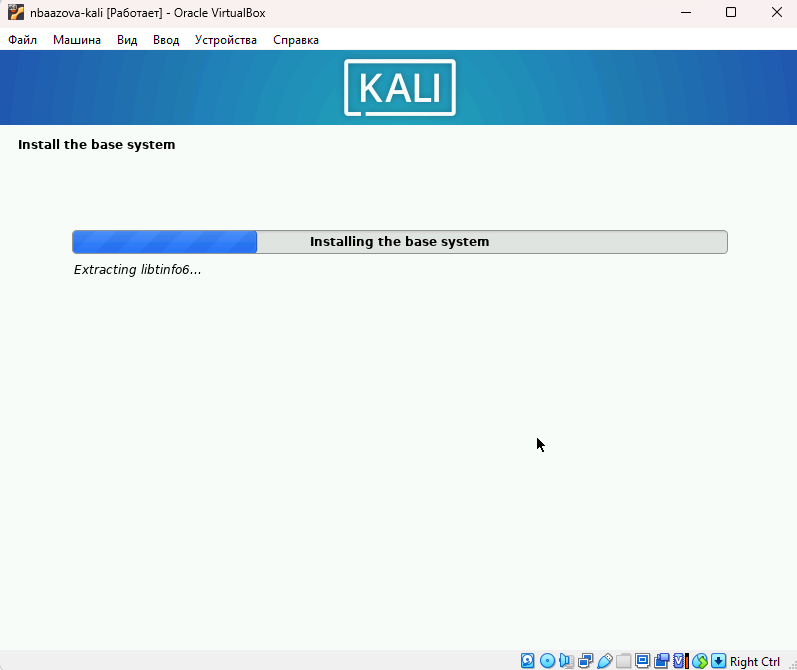 nbaazova-kali [Работает] - Oracle VirtualBox
Файл Машина Вид Ввод Устройства Справка
KALI
Install the base system
Installing the base system
Extracting libtinfo6...
Right Ctrl